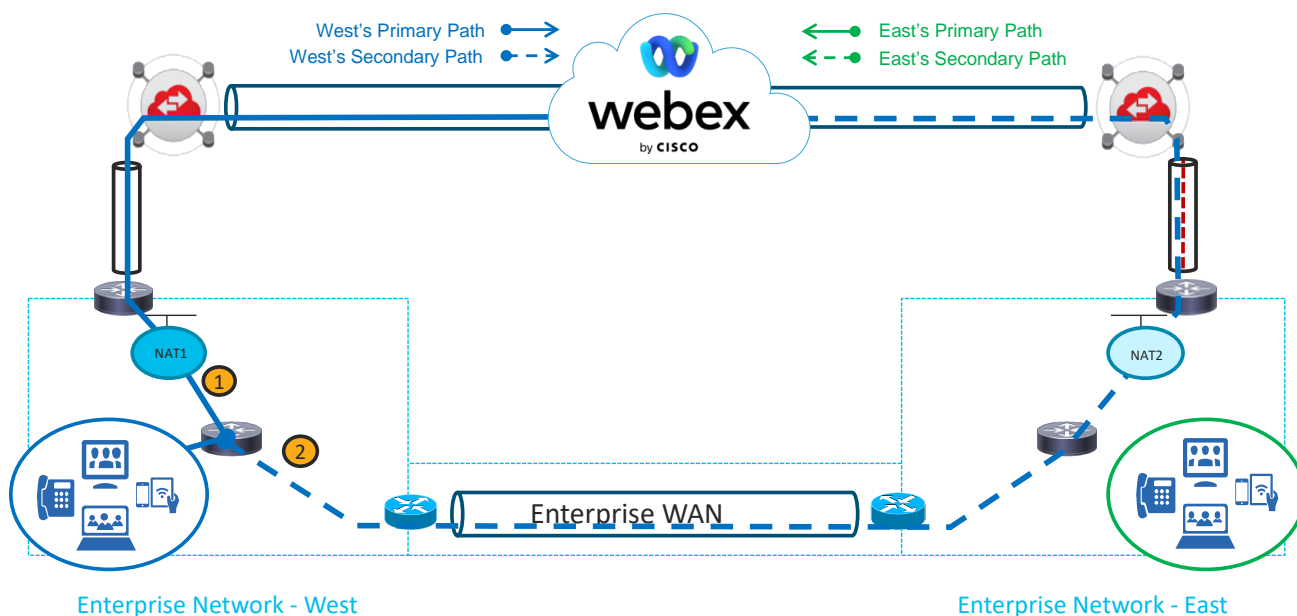 West's Primary Path
West's Secondary Path
East's Primary Path
East's Secondary Path
webex
by CISCO
NAT1
NAT2
1
2
Enterprise WAN
Enterprise Network - West
Enterprise Network - East